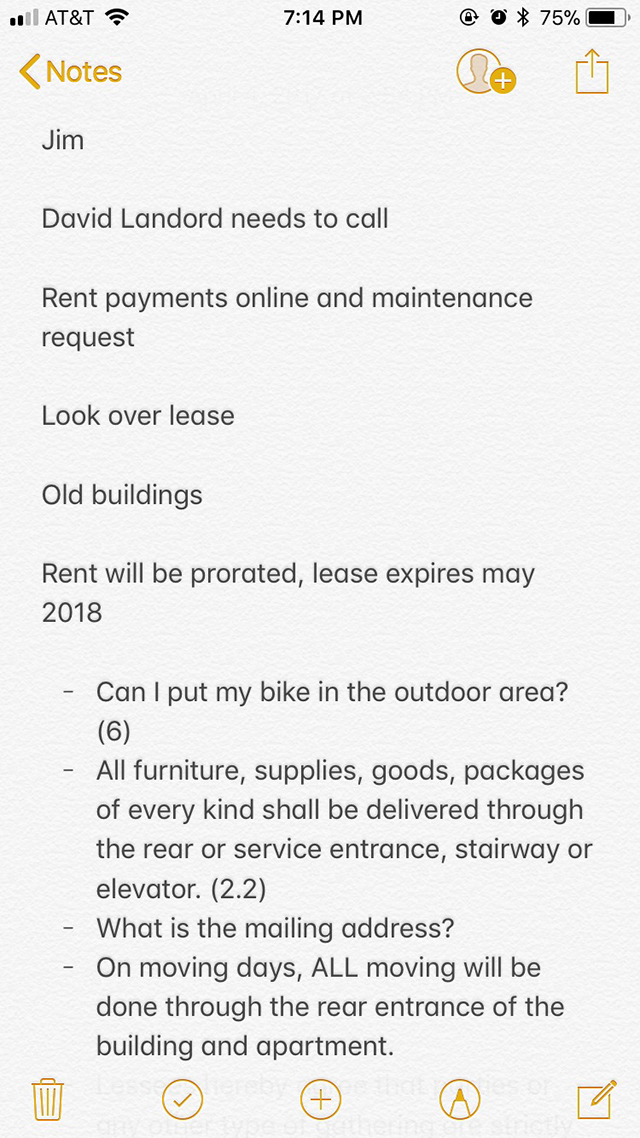 AT&T 7:14 PM 75%
Notes
Jim
David Landord needs to call
Rent payments online and maintenance
request
Look over lease
Old buildings
Rent will be prorated, lease expires may
2018
- Can I put my bike in the outdoor area?
(6)
- All furniture, supplies, goods, packages
of every kind shall be delivered through
the rear or service entrance, stairway or
elevator. (2.2)
- What is the mailing address?
- On moving days, ALL moving will be
done through the rear entrance of the
building and apartment.
hereby that or
any other type of gathering are strictly